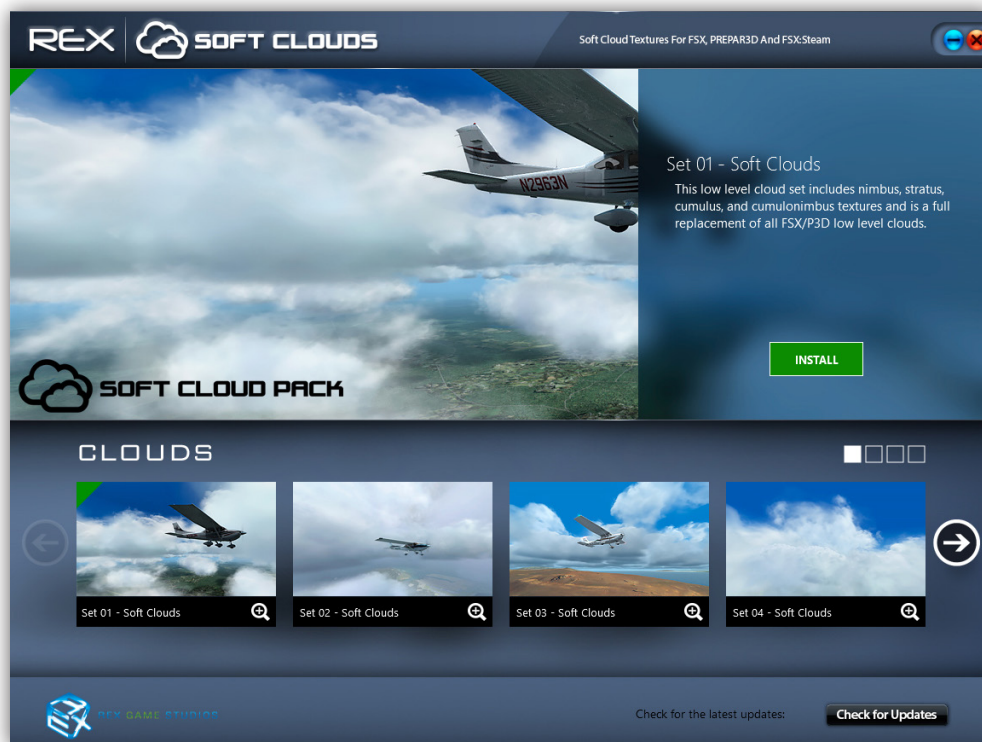 REX SOFT CLOUDS
Soft Cloud Textures For FSX, PREPAR3D And FSX:Steam
N2963N
Set 01 - Soft Clouds
This low level cloud set includes nimbus, stratus,
cumulus, and cumulonimbus textures and is a full
replacement of all FSX/P3D low level clouds.
INSTALL
SOFT CLOUD PACK
CLOUDS
Set 01 - Soft Clouds
Set 02 - Soft Clouds
Set 03 - Soft Clouds
Set 04 - Soft Clouds
REX GAME STUDIOS
Check for the latest updates:
Check for Updates